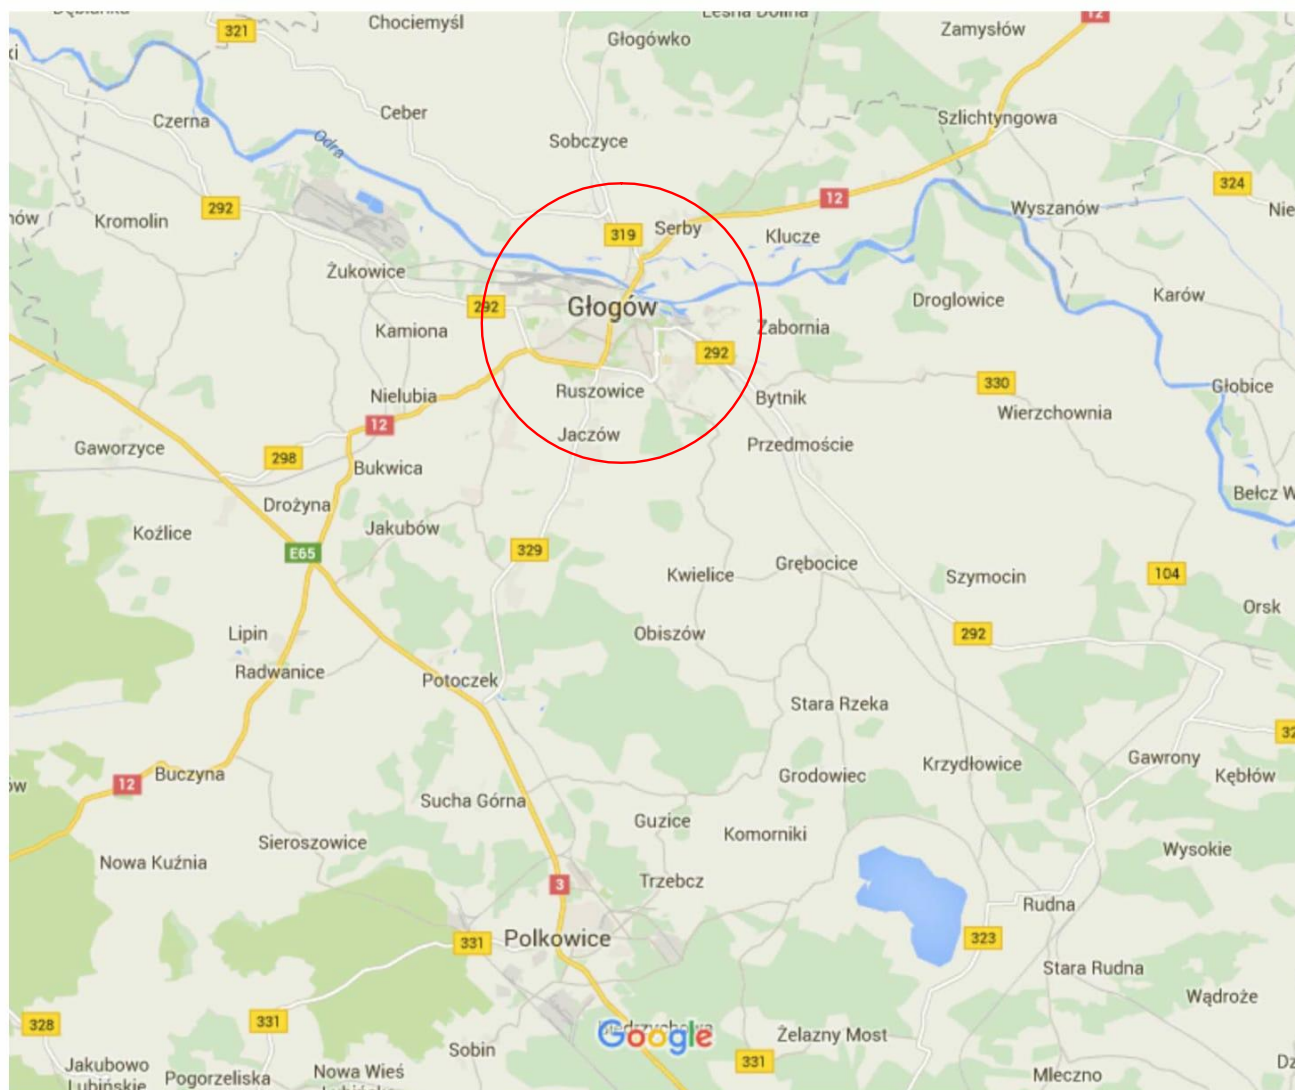 Chociemyśl
12
321
Głogówko
Zamysłów
Czerna
Ceber
Sobczyce
Szlichtyngowa
Odra
324
292
12
Kromolin
Wyszanów
319
Serby
Klucze
Żukowice
292
Głogów
Droglowice
Karów
Kamiona
Żabornia
292
330
Głobice
Nielubia
Ruszowice
Bytnik
Wierzchownia
12
Gaworzyce
298
Jaczów
Przedmoście
Bukwica
Drożyna
Koźlice
Jakubów
E65
329
Kwielice
Grębocice
Szymocin
104
Orsk
Lipin
Obiszów
292
Radwanice
Potoczek
Stara Rzeka
12
Buczyna
Grodowiec
Krzydłowice
Gawrony
Kębłów
Sucha Górna
Guzice
Komorniki
Sieroszowice
Nowa Kuźnia
Wysokie
3
Trzebcz
Rudna
331
Polkowice
323
Stara Rudna
Wądroże
328
331
Google
Żelazny Most
Sobin
331
Jakubowo
Lubińskie
Pogorzeliska
Nowa Wieś
Mleczno